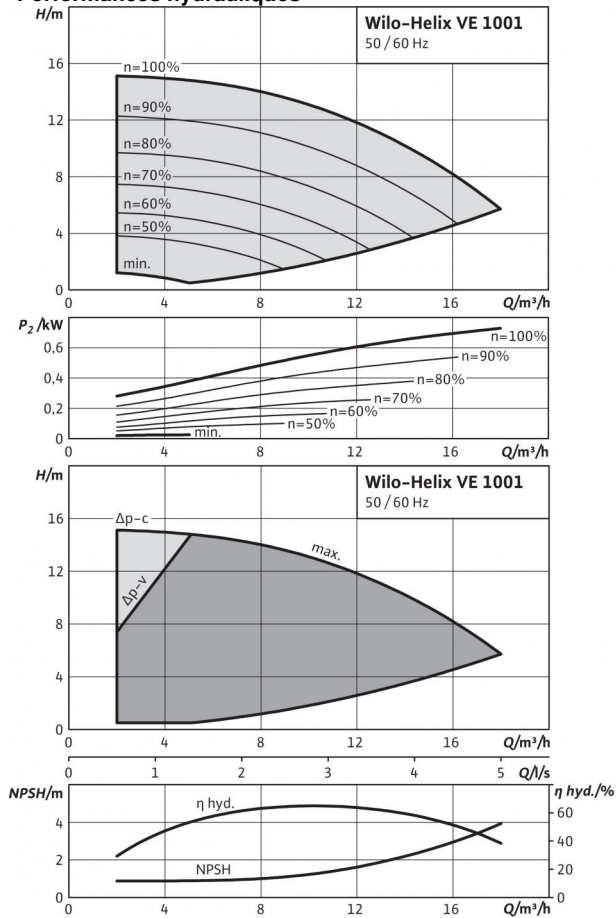 Performances hydrauliques
H/m
Wilo-Helix VE 1001
50 / 60 Hz
16
n=100%
n=90%
12
n=80%
8
n=70%
n=60%
4
n=50%
min.
0
0 4 8 12 16 Q/m³/h
P₂ /kW
n=100%
0,6
n=90%
0,4
n=80%
n=70%
0,2
n=60%
n=50%
min.
0
0 4 8 12 16 Q/m³/h
H/m
Wilo-Helix VE 1001
50 / 60 Hz
16
Δp-c
max.
12
Δp-v
8
4
0
0 4 8 12 16 Q/m³/h
0 1 2 3 4 5 Q/l/s
NPSH/m
η hyd./%
η hyd.
60
4
40
2
NPSH
20
0
0
0 4 8 12 16 Q/m³/h